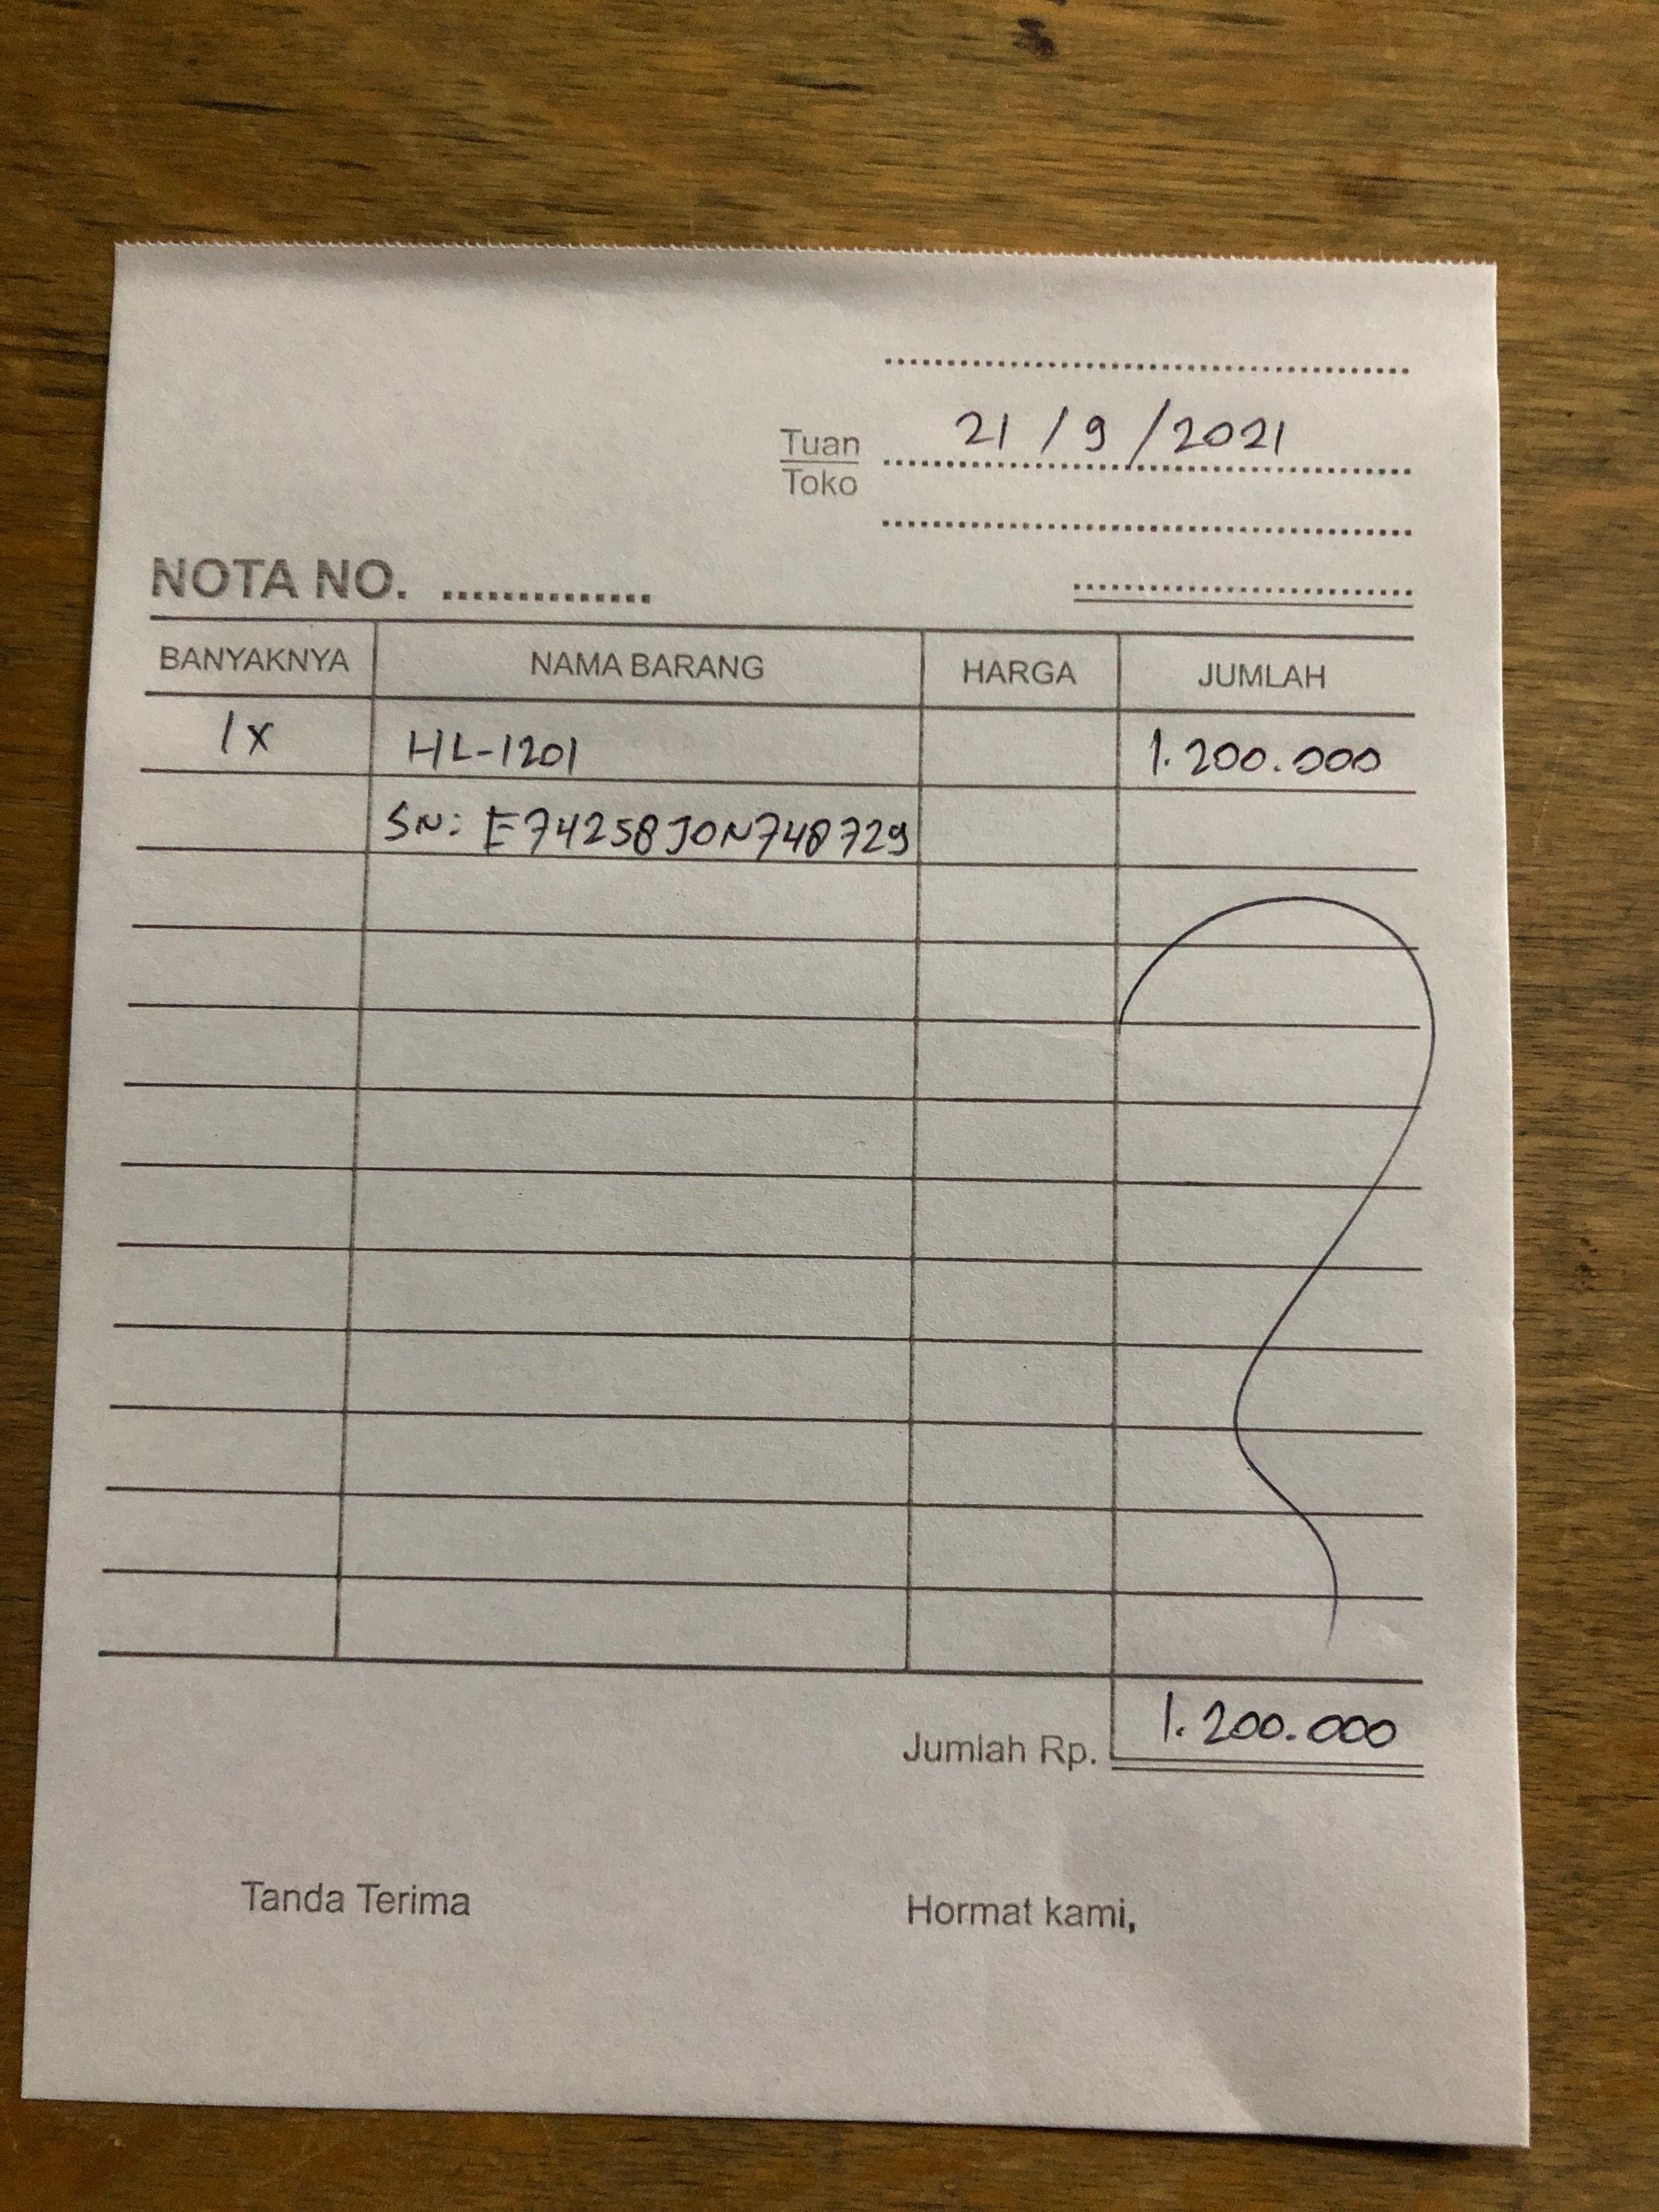 21 / 9 / 2021
Tuan
Toko
NOTA NO. ..............
BANYAKNYA NAMA BARANG HARGA JUMLAH
1X HL-1201 1.200.000
SN: E74258J0N748729
Jumlah Rp. 1.200.000
Tanda Terima Hormat kami,